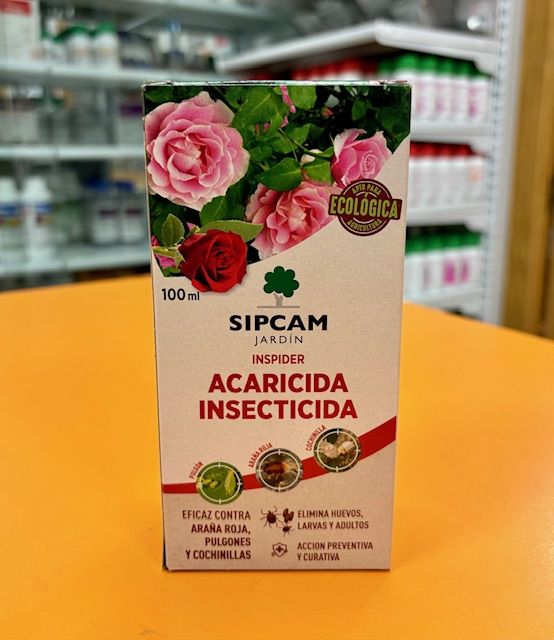 APTO PARA
ECOLÓGICA
AGRICULTURA
100 ml
SIPCAM
JARDÍN
INSPIDER
ACARICIDA
INSECTICIDA
PULGÓN
ARAÑA ROJA
COCHINILLA
EFICAZ CONTRA
ARAÑA ROJA,
PULGONES
Y COCHINILLAS
ELIMINA HUEVOS,
LARVAS Y ADULTOS
ACCION PREVENTIVA
Y CURATIVA